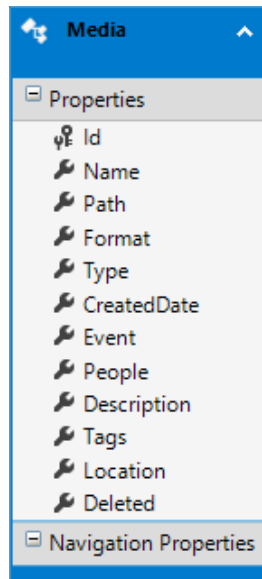 Media
Properties
Id
Name
Path
Format
Type
CreatedDate
Event
People
Description
Tags
Location
Deleted
Navigation Properties